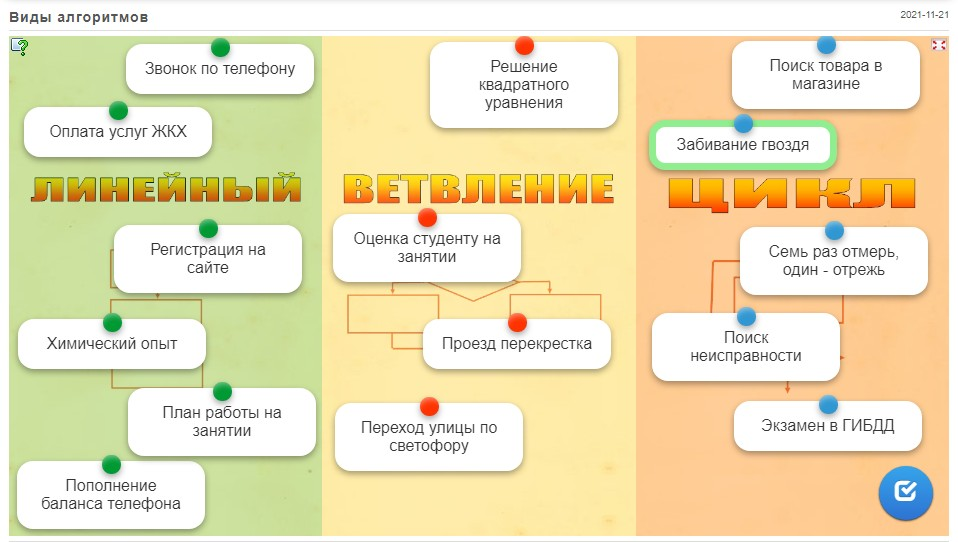 Виды алгоритмов
2021-11-21
Звонок по телефону
Оплата услуг ЖКХ
ЛИНЕЙНЫЙ
Регистрация на
сайте
Химический опыт
План работы на
занятии
Пополнение
баланса телефона
Решение
квадратного
уравнения
ВЕТВЛЕНИЕ
Оценка студенту на
занятии
Проезд перекрестка
Переход улицы по
светофору
Поиск товара в
магазине
Забивание гвоздя
ЦИКЛ
Семь раз отмерь,
один - отрежь
Поиск
неисправности
Экзамен в ГИБДД